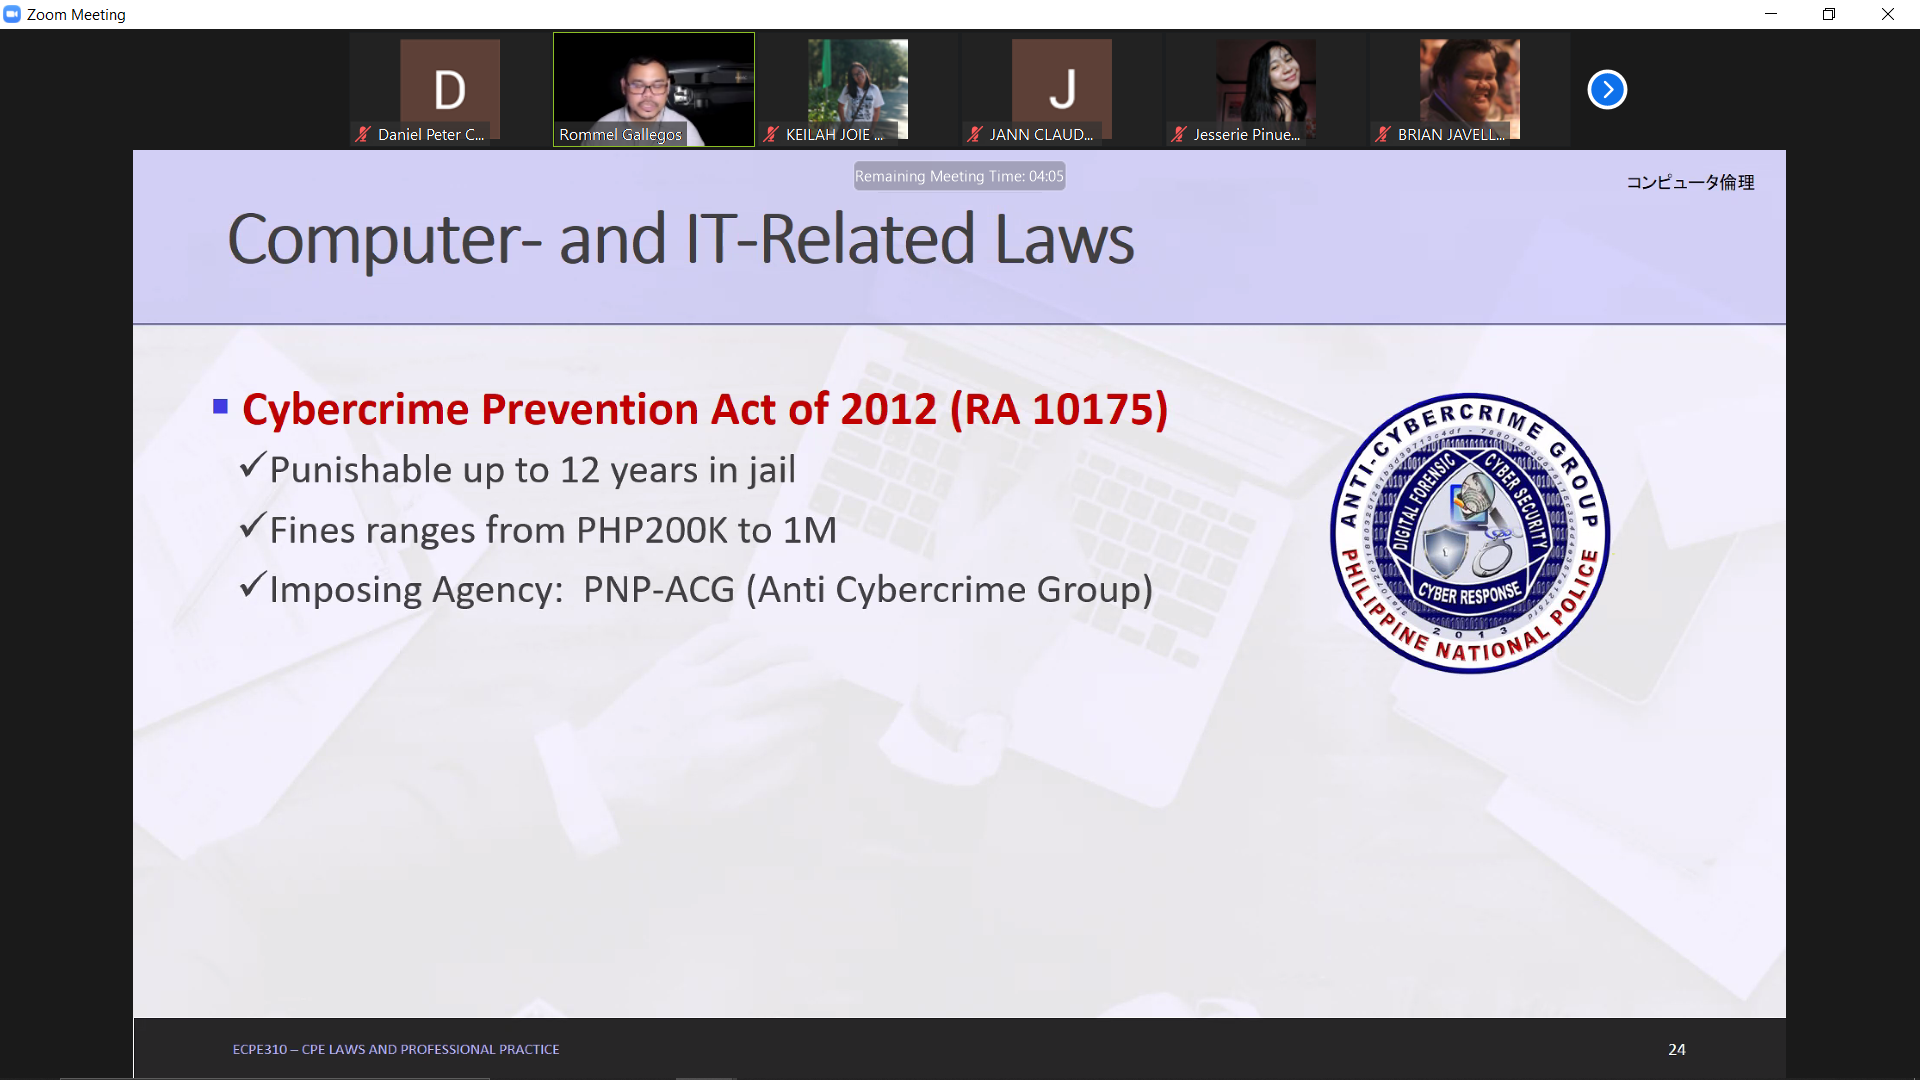 Zoom Meeting
D
J
Daniel Peter C...
Rommel Gallegos
KEILAH JOIE ...
JANN CLAUD...
Jesserie Pinue...
BRIAN JAVELL...
Remaining Meeting Time: 04:05
コンピュータ倫理
Computer- and IT-Related Laws
Cybercrime Prevention Act of 2012 (RA 10175)
Punishable up to 12 years in jail
Fines ranges from PHP200K to 1M
Imposing Agency: PNP-ACG (Anti Cybercrime Group)
ANTI-CYBERCRIME GROUP
DIGITAL FORENSIC
CYBER SECURITY
CYBER RESPONSE
2013
PHILIPPINE NATIONAL POLICE
ECPE310 – CPE LAWS AND PROFESSIONAL PRACTICE
24